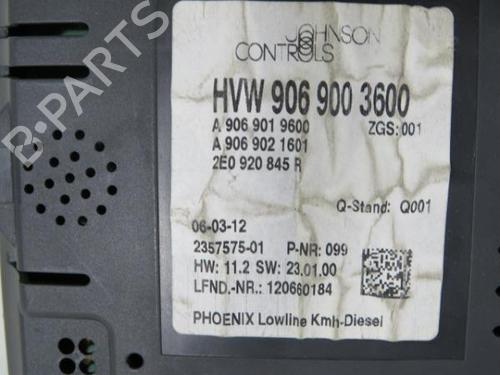 JOHNSON
CONTROLS
HVW 906 900 3600
A 906 901 9600 ZGS: 001
A 906 902 1601
2E0 920 845 R
Q-Stand: Q001
06-03-12
2357575-01 P-NR: 099
HW: 11.2 SW: 23.01.00
LFND.-NR.: 120660184
PHOENIX Lowline Kmh-Diesel